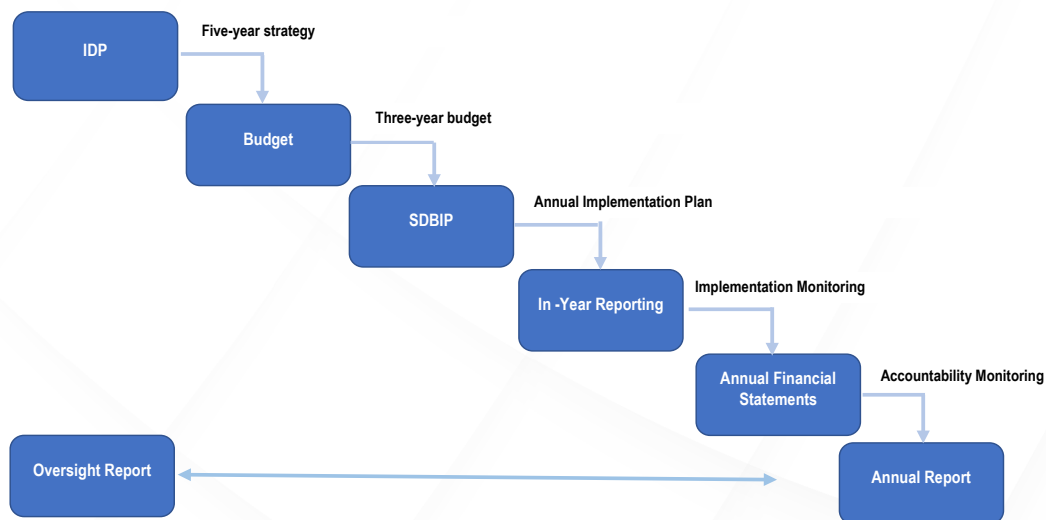 IDP
Five-year strategy
Budget
Three-year budget
SDBIP
Annual Implementation Plan
In -Year Reporting
Implementation Monitoring
Annual Financial
Statements
Accountability Monitoring
Oversight Report
Annual Report